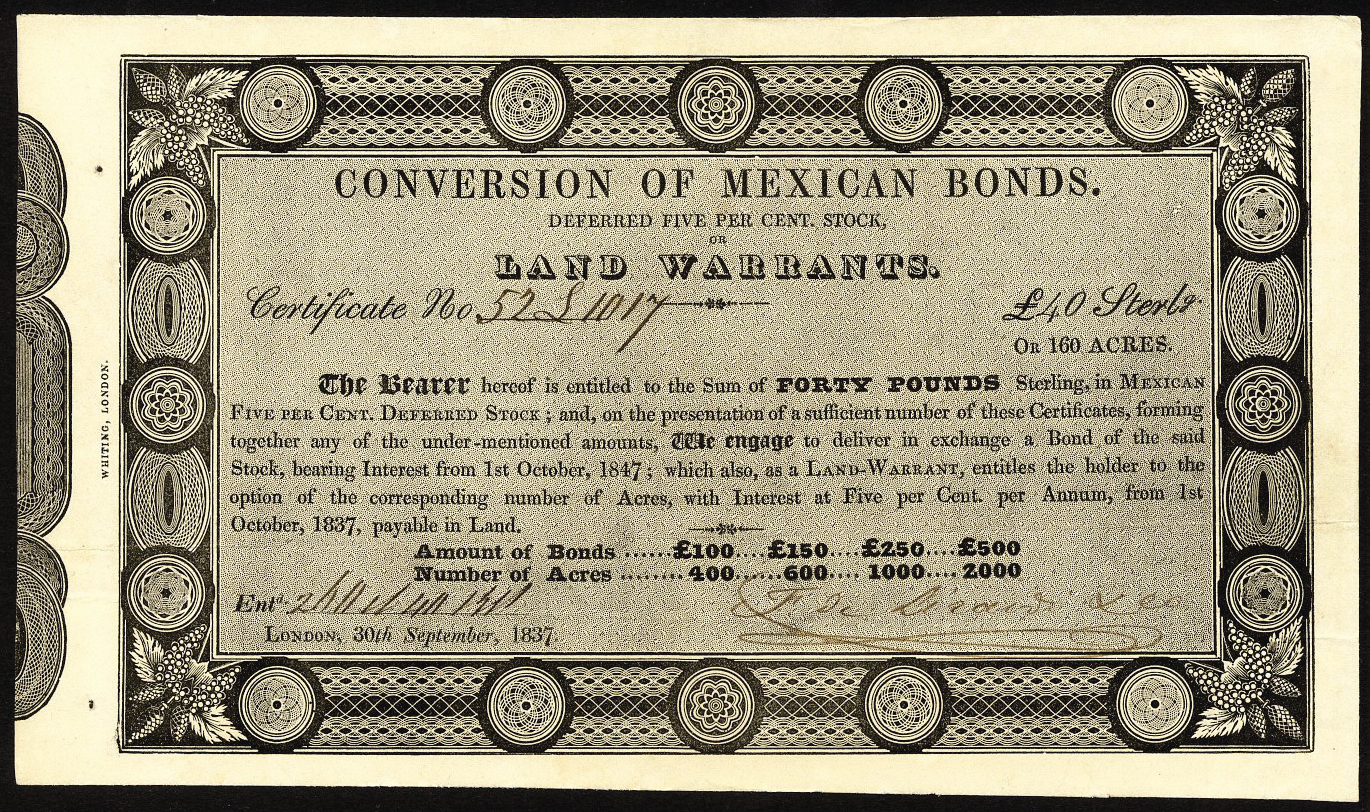 CONVERSION OF MEXICAN BONDS.
DEFERRED FIVE PER CENT. STOCK,
OR
LAND WARRANTS.
Certificate No 52 S 1017
£40 Sterlg.
OR 160 ACRES.
The Bearer hereof is entitled to the Sum of FORTY POUNDS Sterling, in MEXICAN
FIVE PER CENT. DEFERRED STOCK; and, on the presentation of a sufficient number of these Certificates, forming
together any of the under-mentioned amounts, We engage to deliver in exchange a Bond of the said
Stock, bearing Interest from 1st October, 1847; which also, as a LAND-WARRANT, entitles the holder to the
option of the corresponding number of Acres, with Interest at Five per Cent. per Annum, from 1st
October, 1837, payable in Land.
Amount of Bonds ......£100....£150....£250....£500
Number of Acres ........400......600....1000....2000
Entd.
F de Lizardi & Co
LONDON, 30th September, 1837.
WHITING, LONDON.